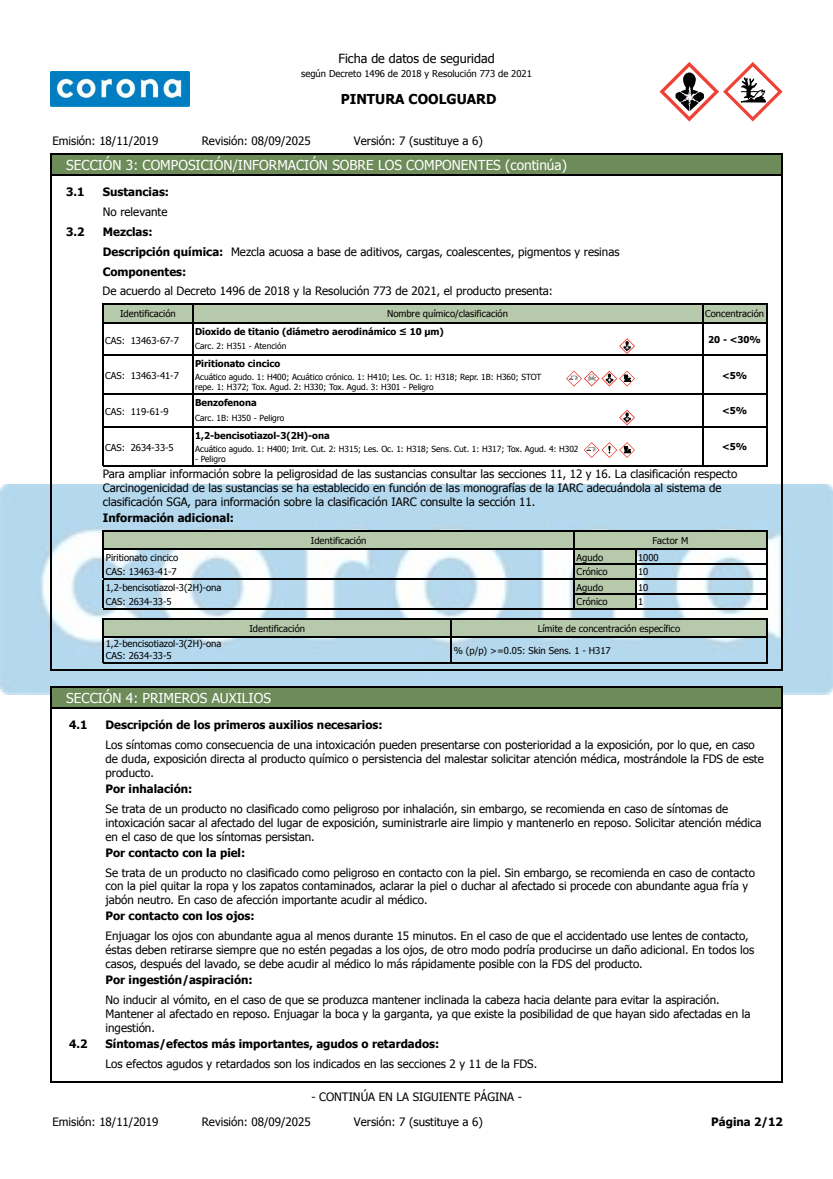 Ficha de datos de seguridad
según Decreto 1496 de 2018 y Resolución 773 de 2021
corona
PINTURA COOLGUARD
Emisión: 18/11/2019 Revisión: 08/09/2025 Versión: 7 (sustituye a 6)
SECCIÓN 3: COMPOSICIÓN/INFORMACIÓN SOBRE LOS COMPONENTES (continúa)
3.1 Sustancias:
No relevante
3.2 Mezclas:
Descripción química: Mezcla acuosa a base de aditivos, cargas, coalescentes, pigmentos y resinas
Componentes:
De acuerdo al Decreto 1496 de 2018 y la Resolución 773 de 2021, el producto presenta:
Identificación Nombre químico/clasificación Concentración
Dioxido de titanio (diámetro aerodinámico ≤ 10 µm)
CAS: 13463-67-7 20 - <30%
Carc. 2: H351 - Atención
Piritionato cincico
CAS: 13463-41-7 Acuático agudo. 1: H400; Acuático crónico. 1: H410; Les. Oc. 1: H318; Repr. 1B: H360; STOT <5%
repe. 1: H372; Tox. Agud. 2: H330; Tox. Agud. 3: H301 - Peligro
Benzofenona
CAS: 119-61-9 <5%
Carc. 1B: H350 - Peligro
1,2-bencisotiazol-3(2H)-ona
CAS: 2634-33-5 Acuático agudo. 1: H400; Irrit. Cut. 2: H315; Les. Oc. 1: H318; Sens. Cut. 1: H317; Tox. Agud. 4: H302 <5%
- Peligro
Para ampliar información sobre la peligrosidad de las sustancias consultar las secciones 11, 12 y 16. La clasificación respecto
Carcinogenicidad de las sustancias se ha establecido en función de las monografías de la IARC adecuándola al sistema de
clasificación SGA, para información sobre la clasificación IARC consulte la sección 11.
Información adicional:
Identificación Factor M
Piritionato cincico Agudo 1000
CAS: 13463-41-7 Crónico 10
1,2-bencisotiazol-3(2H)-ona Agudo 10
CAS: 2634-33-5 Crónico 1
Identificación Límite de concentración específico
1,2-bencisotiazol-3(2H)-ona
CAS: 2634-33-5 % (p/p) >=0.05: Skin Sens. 1 - H317
corona
SECCIÓN 4: PRIMEROS AUXILIOS
4.1 Descripción de los primeros auxilios necesarios:
Los síntomas como consecuencia de una intoxicación pueden presentarse con posterioridad a la exposición, por lo que, en caso
de duda, exposición directa al producto químico o persistencia del malestar solicitar atención médica, mostrándole la FDS de este
producto.
Por inhalación:
Se trata de un producto no clasificado como peligroso por inhalación, sin embargo, se recomienda en caso de síntomas de
intoxicación sacar al afectado del lugar de exposición, suministrarle aire limpio y mantenerlo en reposo. Solicitar atención médica
en el caso de que los síntomas persistan.
Por contacto con la piel:
Se trata de un producto no clasificado como peligroso en contacto con la piel. Sin embargo, se recomienda en caso de contacto
con la piel quitar la ropa y los zapatos contaminados, aclarar la piel o duchar al afectado si procede con abundante agua fría y
jabón neutro. En caso de afección importante acudir al médico.
Por contacto con los ojos:
Enjuagar los ojos con abundante agua al menos durante 15 minutos. En el caso de que el accidentado use lentes de contacto,
éstas deben retirarse siempre que no estén pegadas a los ojos, de otro modo podría producirse un daño adicional. En todos los
casos, después del lavado, se debe acudir al médico lo más rápidamente posible con la FDS del producto.
Por ingestión/aspiración:
No inducir al vómito, en el caso de que se produzca mantener inclinada la cabeza hacia delante para evitar la aspiración.
Mantener al afectado en reposo. Enjuagar la boca y la garganta, ya que existe la posibilidad de que hayan sido afectadas en la
ingestión.
4.2 Síntomas/efectos más importantes, agudos o retardados:
Los efectos agudos y retardados son los indicados en las secciones 2 y 11 de la FDS.
- CONTINÚA EN LA SIGUIENTE PÁGINA -
Emisión: 18/11/2019 Revisión: 08/09/2025 Versión: 7 (sustituye a 6) Página 2/12